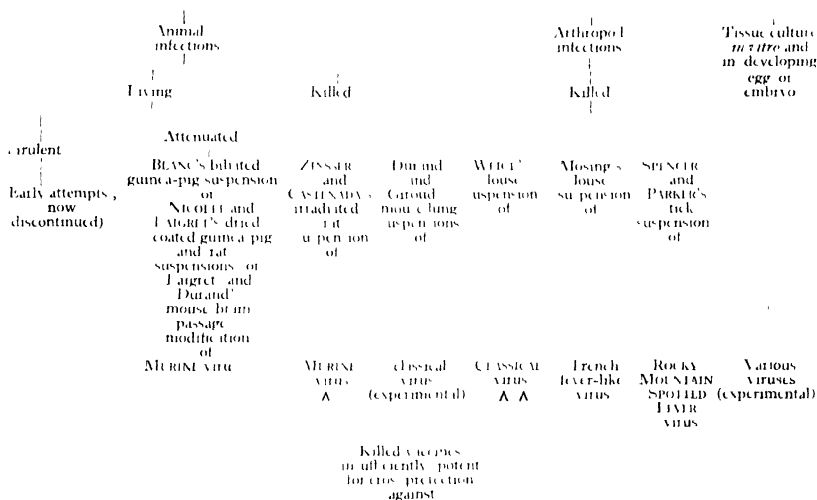 Animal
infections
Arthropod
infections
Tissue culture
in vitro and
in developing
egg or
embryo
Living
Killed
Killed
Virulent
Early attempts,
now
discontinued)
Attenuated
BLANC'S biliated
guinea-pig suspension
or
NICOLLE and
LAIGRET'S dried
coated guinea-pig
and rat
suspensions or
Laigret and
Durand'
mouse brain
passage
modification
of
MURINE viru
ZINSSER
and
CASTENADA'S
irradiated
rat
suspension
of
Durand
and
Giroud
mouse lung
suspensions
of
WEIGL'
louse
suspension
of
Mosing's
louse
suspension
of
SPENCER
and
PARKER'S
tick
suspension
of
MURINE
virus
classical
virus
(experimental)
CLASSICAL
virus
French
fever-like
virus
ROCKY
MOUNTAIN
SPOTTED
FEVER
virus
Various
viruses
(experimental)
Killed vaccines
insufficiently potent
for cross protection
against